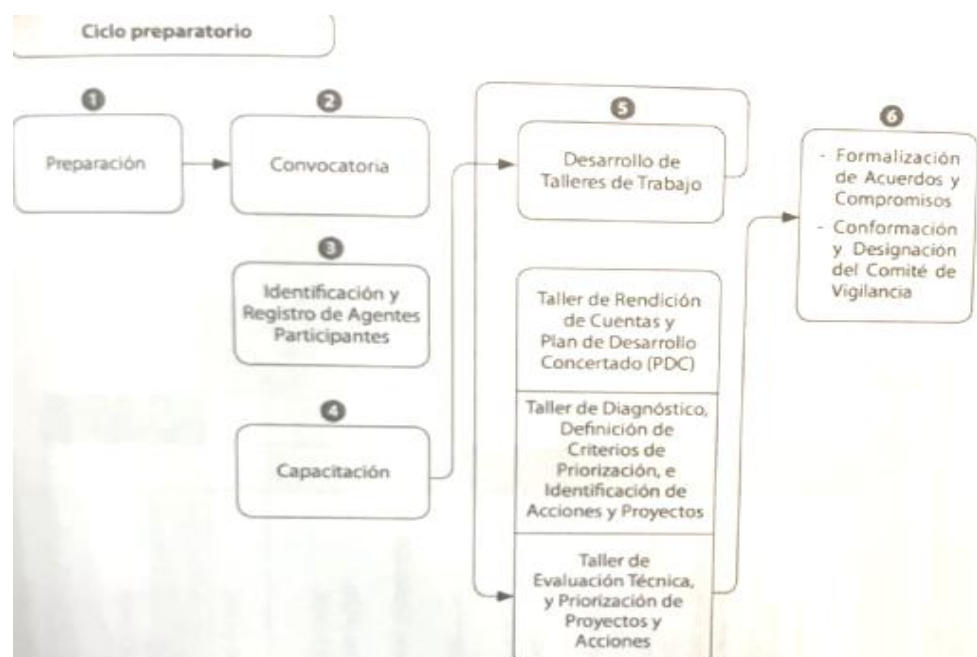 Ciclo preparatorio
1
Preparación
2
Convocatoria
3
Identificación y
Registro de Agentes
Participantes
4
Capacitación
5
Desarrollo de
Talleres de Trabajo
Taller de Rendición
de Cuentas y
Plan de Desarrollo
Concertado (PDC)
Taller de Diagnóstico,
Definición de
Criterios de
Priorización, e
Identificación de
Acciones y Proyectos
Taller de
Evaluación Técnica,
y Priorización de
Proyectos y
Acciones
6
- Formalización
de Acuerdos y
Compromisos
- Conformación
y Designación
del Comité de
Vigilancia